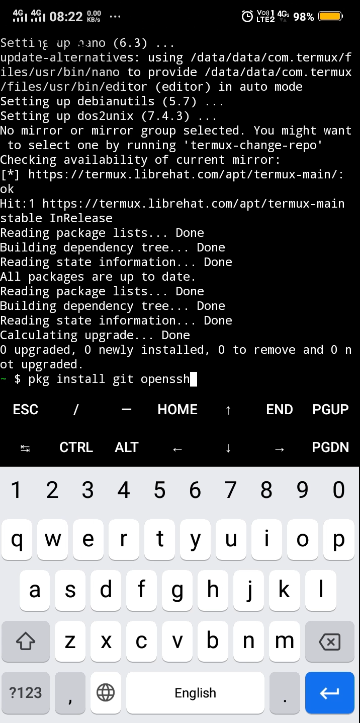 4G 4G 08:22 0.00 KB/s ... Vo) 1 LTE2 4G 98%
Setting up nano (6.3) ...
update-alternatives: using /data/data/com.termux/f
iles/usr/bin/nano to provide /data/data/com.termux
/files/usr/bin/editor (editor) in auto mode
Setting up debianutils (5.7) ...
Setting up dos2unix (7.4.3) ...
No mirror or mirror group selected. You might want
 to select one by running 'termux-change-repo'
Checking availability of current mirror:
[*] https://termux.librehat.com/apt/termux-main/:
ok
Hit:1 https://termux.librehat.com/apt/termux-main
stable InRelease
Reading package lists... Done
Building dependency tree... Done
Reading state information... Done
All packages are up to date.
Reading package lists... Done
Building dependency tree... Done
Reading state information... Done
Calculating upgrade... Done
0 upgraded, 0 newly installed, 0 to remove and 0 n
ot upgraded.
~ $ pkg install git openssh
ESC / — HOME ↑ END PGUP
↹ CTRL ALT ← ↓ → PGDN
1 2 3 4 5 6 7 8 9 0
q w e r t y u i o p
a s d f g h j k l
z x c v b n m
?123 , English .